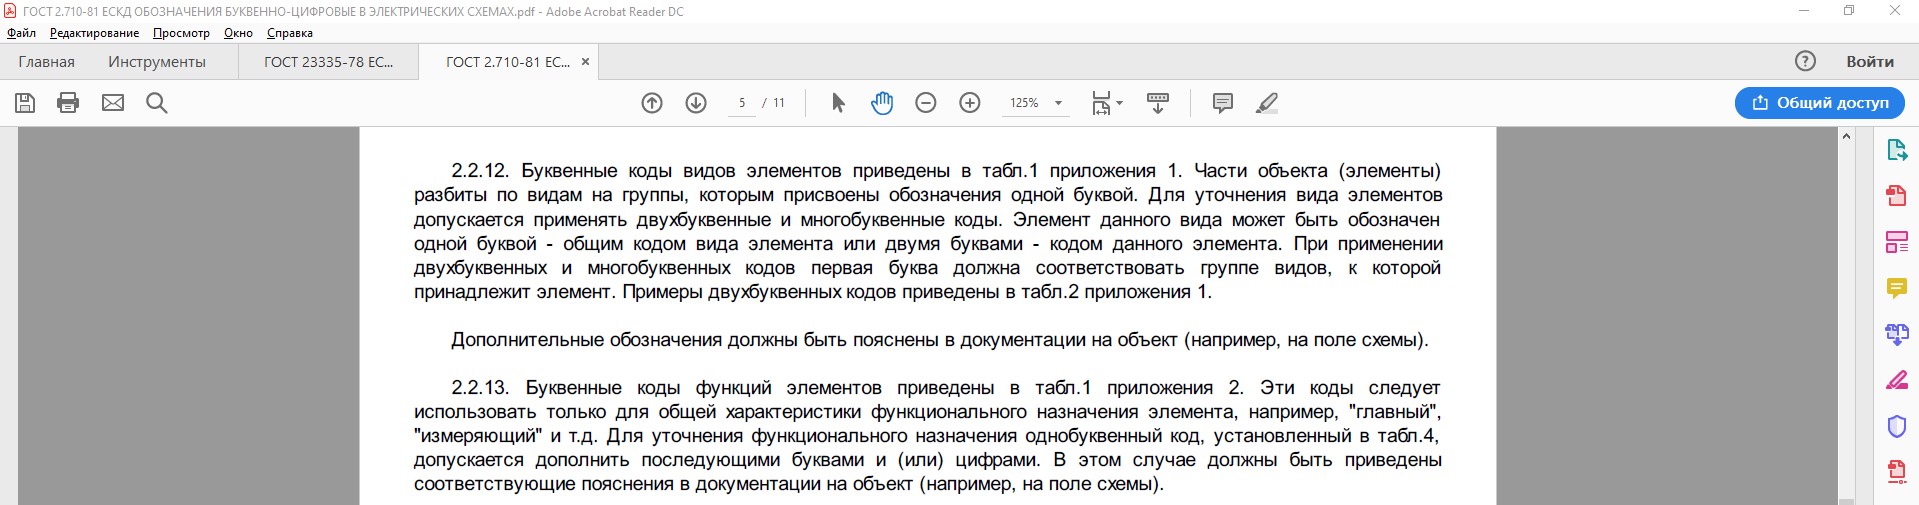 ГОСТ 2.710-81 ЕСКД ОБОЗНАЧЕНИЯ БУКВЕННО-ЦИФРОВЫЕ В ЭЛЕКТРИЧЕСКИХ СХЕМАХ.pdf - Adobe Acrobat Reader DC
Файл Редактирование Просмотр Окно Справка
Главная Инструменты ГОСТ 23335-78 ЕС... ГОСТ 2.710-81 ЕС... × ? Войти
5 / 11 125% Общий доступ
2.2.12. Буквенные коды видов элементов приведены в табл.1 приложения 1. Части объекта (элементы)
разбиты по видам на группы, которым присвоены обозначения одной буквой. Для уточнения вида элементов
допускается применять двухбуквенные и многобуквенные коды. Элемент данного вида может быть обозначен
одной буквой - общим кодом вида элемента или двумя буквами - кодом данного элемента. При применении
двухбуквенных и многобуквенных кодов первая буква должна соответствовать группе видов, к которой
принадлежит элемент. Примеры двухбуквенных кодов приведены в табл.2 приложения 1.
Дополнительные обозначения должны быть пояснены в документации на объект (например, на поле схемы).
2.2.13. Буквенные коды функций элементов приведены в табл.1 приложения 2. Эти коды следует
использовать только для общей характеристики функционального назначения элемента, например, "главный",
"измеряющий" и т.д. Для уточнения функционального назначения однобуквенный код, установленный в табл.4,
допускается дополнить последующими буквами и (или) цифрами. В этом случае должны быть приведены
соответствующие пояснения в документации на объект (например, на поле схемы).